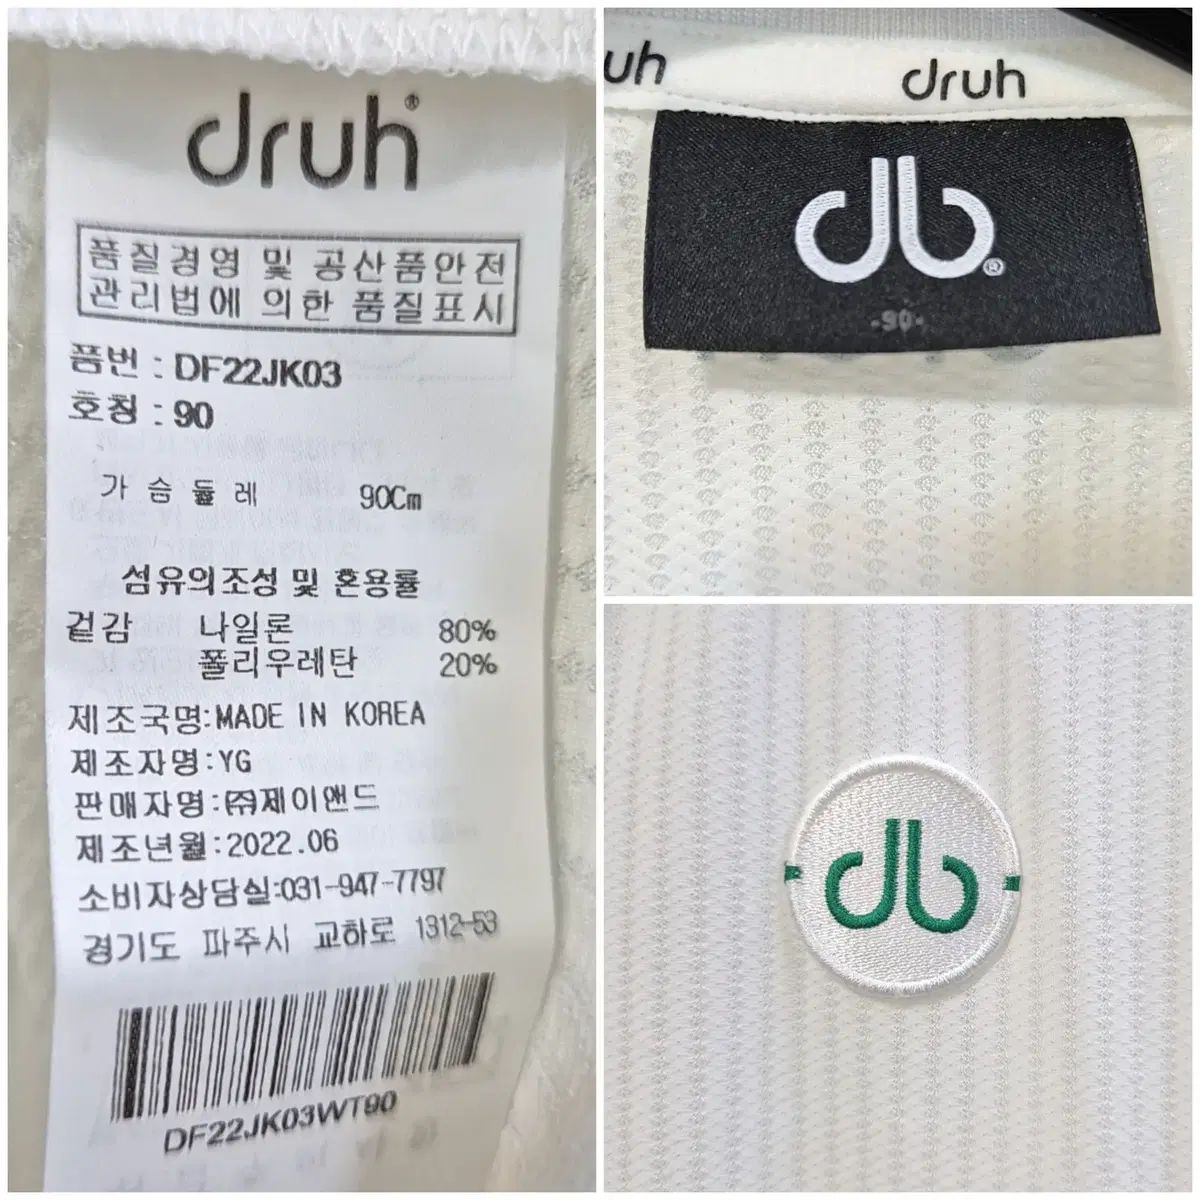 druh®
품질경영 및 공산품안전
관리법에 의한 품질표시
품번 : DF22JK03
호칭 : 90
가슴둘레 90Cm
섬유의조성 및 혼용률
겉감 나일론 80%
폴리우레탄 20%
제조국명:MADE IN KOREA
제조자명:YG
판매자명:㈜제이앤드
제조년월:2022.06
소비자상담실:031-947-7797
경기도 파주시 교하로 1312-53
DF22JK03WT90
uh druh
db®
-90-
db